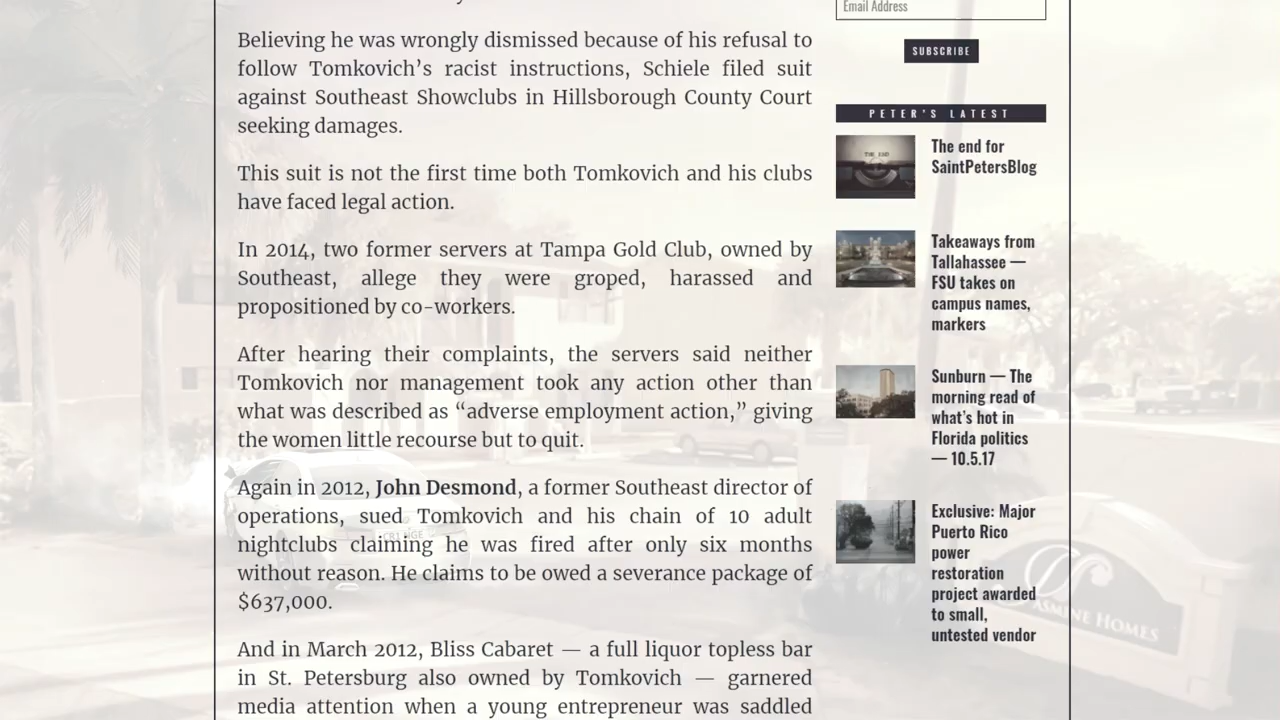 Believing he was wrongly dismissed because of his refusal to
follow Tomkovich’s racist instructions, Schiele filed suit
against Southeast Showclubs in Hillsborough County Court
seeking damages.
This suit is not the first time both Tomkovich and his clubs
have faced legal action.
In 2014, two former servers at Tampa Gold Club, owned by
Southeast, allege they were groped, harassed and
propositioned by co-workers.
After hearing their complaints, the servers said neither
Tomkovich nor management took any action other than
what was described as “adverse employment action,” giving
the women little recourse but to quit.
Again in 2012, John Desmond, a former Southeast director of
operations, sued Tomkovich and his chain of 10 adult
nightclubs claiming he was fired after only six months
without reason. He claims to be owed a severance package of
$637,000.
And in March 2012, Bliss Cabaret — a full liquor topless bar
in St. Petersburg also owned by Tomkovich — garnered
media attention when a young entrepreneur was saddled
Email Address
SUBSCRIBE
PETER'S LATEST
THE END
The end for
SaintPetersBlog
Takeaways from
Tallahassee —
FSU takes on
campus names,
markers
Sunburn — The
morning read of
what’s hot in
Florida politics
— 10.5.17
Exclusive: Major
Puerto Rico
power
restoration
project awarded
to small,
untested vendor
JASMINE HOMES